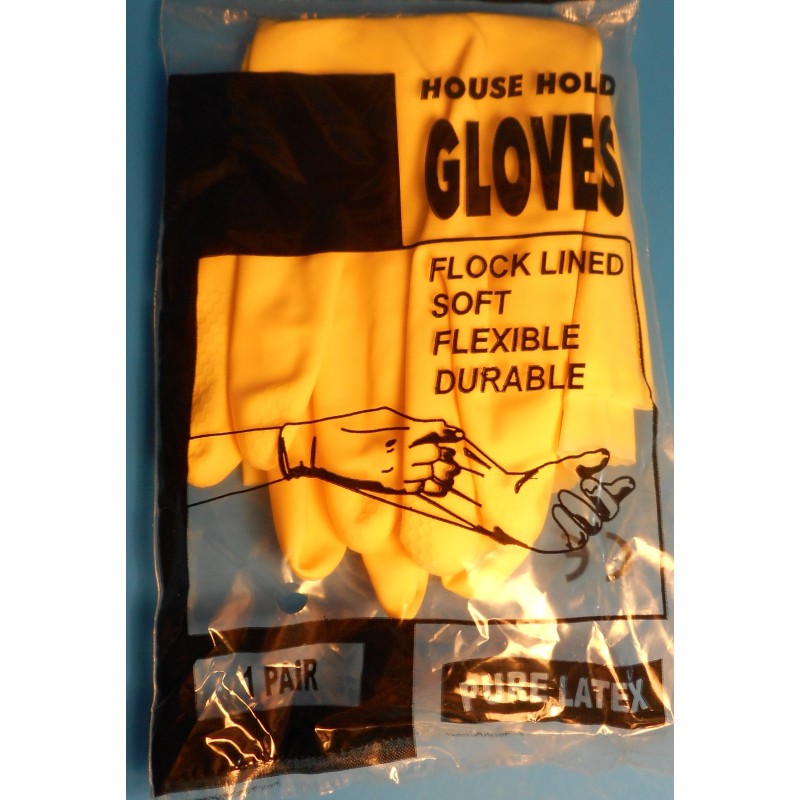 HOUSE HOLD
GLOVES
FLOCK LINED
SOFT
FLEXIBLE
DURABLE
1 PAIR
PURE LATEX